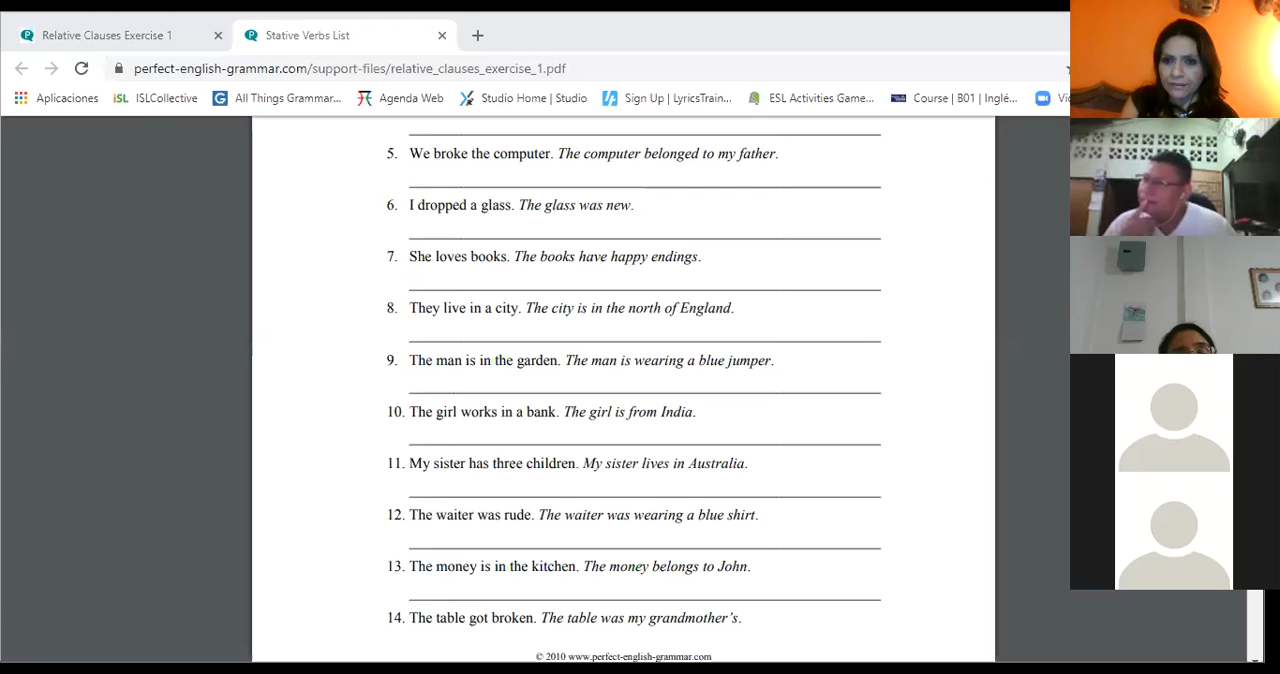 Relative Clauses Exercise 1
Stative Verbs List
perfect-english-grammar.com/support-files/relative_clauses_exercise_1.pdf
Aplicaciones iSL ISLCollective All Things Grammar... Agenda Web Studio Home | Studio Sign Up | LyricsTrain... ESL Activities Game... Course | B01 | Inglé...
5. We broke the computer. The computer belonged to my father.
6. I dropped a glass. The glass was new.
7. She loves books. The books have happy endings.
8. They live in a city. The city is in the north of England.
9. The man is in the garden. The man is wearing a blue jumper.
10. The girl works in a bank. The girl is from India.
11. My sister has three children. My sister lives in Australia.
12. The waiter was rude. The waiter was wearing a blue shirt.
13. The money is in the kitchen. The money belongs to John.
14. The table got broken. The table was my grandmother's.
© 2010 www.perfect-english-grammar.com